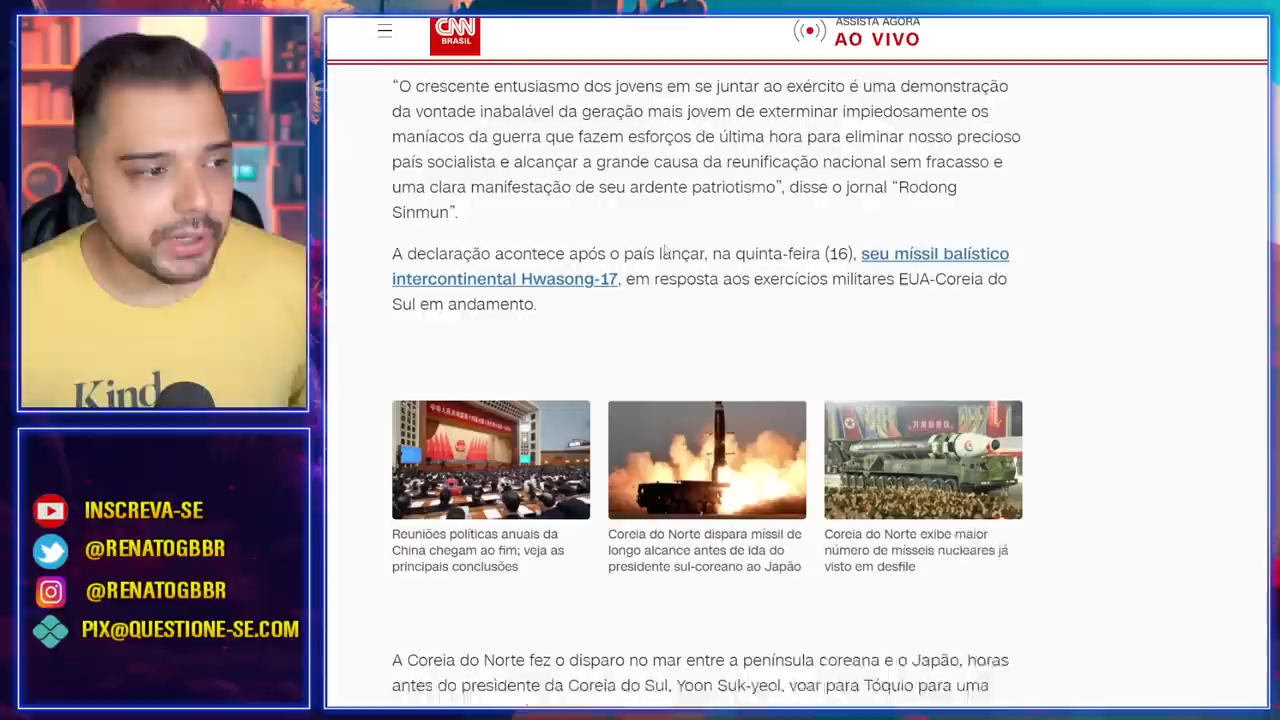 CNN
BRASIL
ASSISTA AGORA
AO VIVO
“O crescente entusiasmo dos jovens em se juntar ao exército é uma demonstração
da vontade inabalável da geração mais jovem de exterminar impiedosamente os
maníacos da guerra que fazem esforços de última hora para eliminar nosso precioso
país socialista e alcançar a grande causa da reunificação nacional sem fracasso e
uma clara manifestação de seu ardente patriotismo”, disse o jornal “Rodong
Sinmun”.
A declaração acontece após o país lançar, na quinta-feira (16), seu míssil balístico
intercontinental Hwasong-17, em resposta aos exercícios militares EUA-Coreia do
Sul em andamento.
Reuniões políticas anuais da
China chegam ao fim; veja as
principais conclusões
Coreia do Norte dispara míssil de
longo alcance antes de ida do
presidente sul-coreano ao Japão
Coreia do Norte exibe maior
número de mísseis nucleares já
visto em desfile
A Coreia do Norte fez o disparo no mar entre a península coreana e o Japão, horas
antes do presidente da Coreia do Sul, Yoon Suk-yeol, voar para Tóquio para uma
Kind
INSCREVA-SE
@RENATOGBBR
@RENATOGBBR
PIX@QUESTIONE-SE.COM